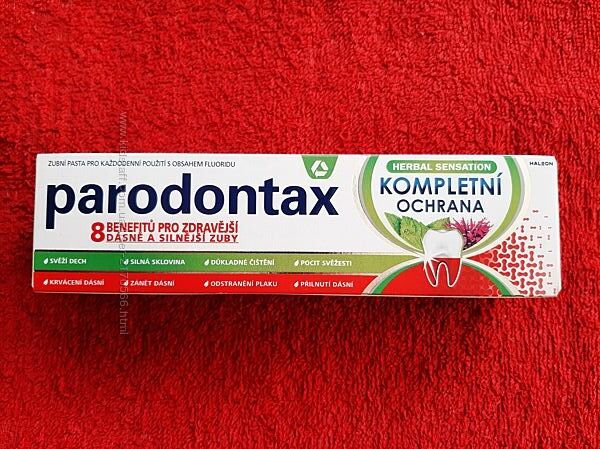 ZUBNÍ PASTA PRO KAŽDODENNÍ POUŽITÍ S OBSAHEM FLUORIDU
parodontax
8 BENEFITŮ PRO ZDRAVĚJŠÍ
DÁSNĚ A SILNĚJŠÍ ZUBY
HERBAL SENSATION
KOMPLETNÍ
OCHRANA
HALEON
SVĚŽÍ DECH SILNÁ SKLOVINA DŮKLADNÉ ČIŠTĚNÍ POCIT SVĚŽESTI
KRVÁCENÍ DÁSNÍ ZÁNĚT DÁSNÍ ODSTRANĚNÍ PLAKU PŘILNUTÍ DÁSNÍ